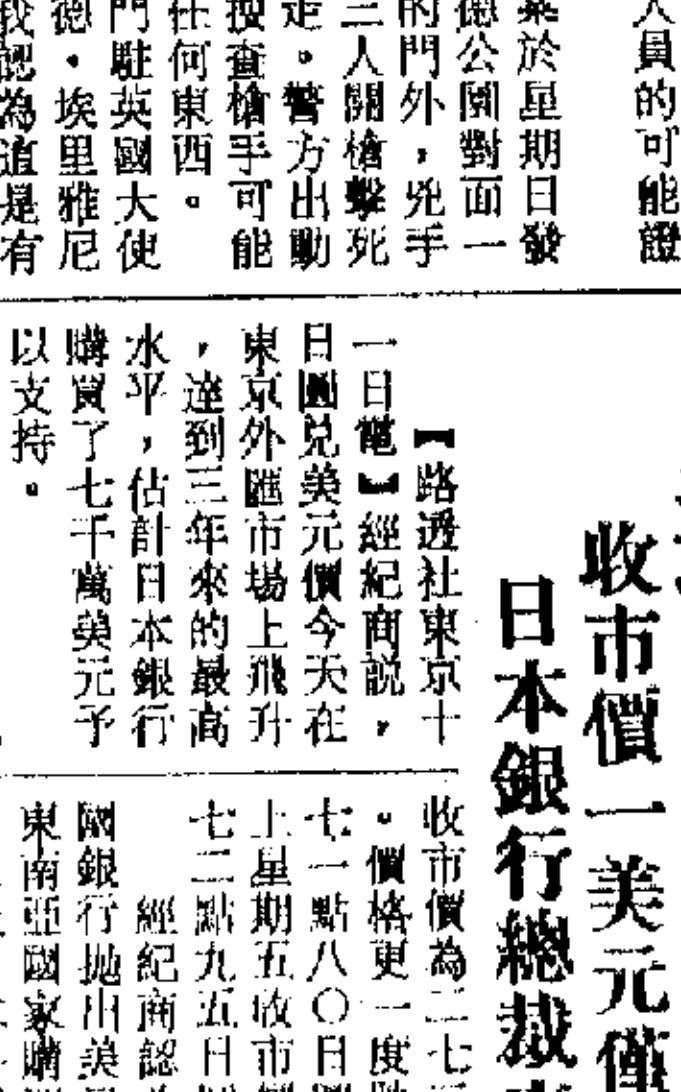 人員的可能證
案於星期日發
德公園對面一
的門外，兇手
三人開槍擊死
走。警方出動
搜查槍手可能
任何東西。
門駐英國大使
德·埃里雅尼
我認為這是有
收市價一美元僅
日本銀行總裁
【路透社東京十
一日電】經紀商說，
日圓兌美元價今天在
東京外匯市場上飛升
，達到三年來的最高
水平，估計日本銀行
購買了七千萬美元予
以支持。
收市價為二七
。價格更一度
七一點八〇日
上星期五收市
七二點九五日
經紀商認
國銀行拋出美
東南亞國家購